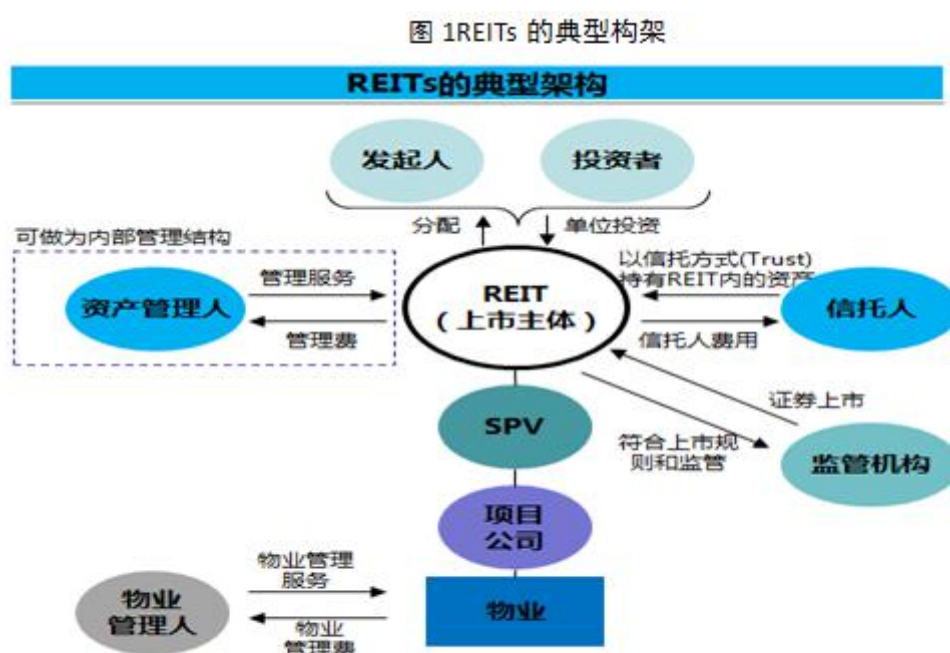 图 1REITs 的典型构架
REITs的典型架构
发起人
投资者
分配
单位投资
可做为内部管理结构
管理服务
资产管理人
管理费
REIT
（上市主体）
以信托方式(Trust)
持有REIT内的资产
信托人
信托人费用
SPV
证券上市
符合上市规
则和监管
监管机构
项目
公司
物业管理
服务
物业
管理人
物业
管理费
物业